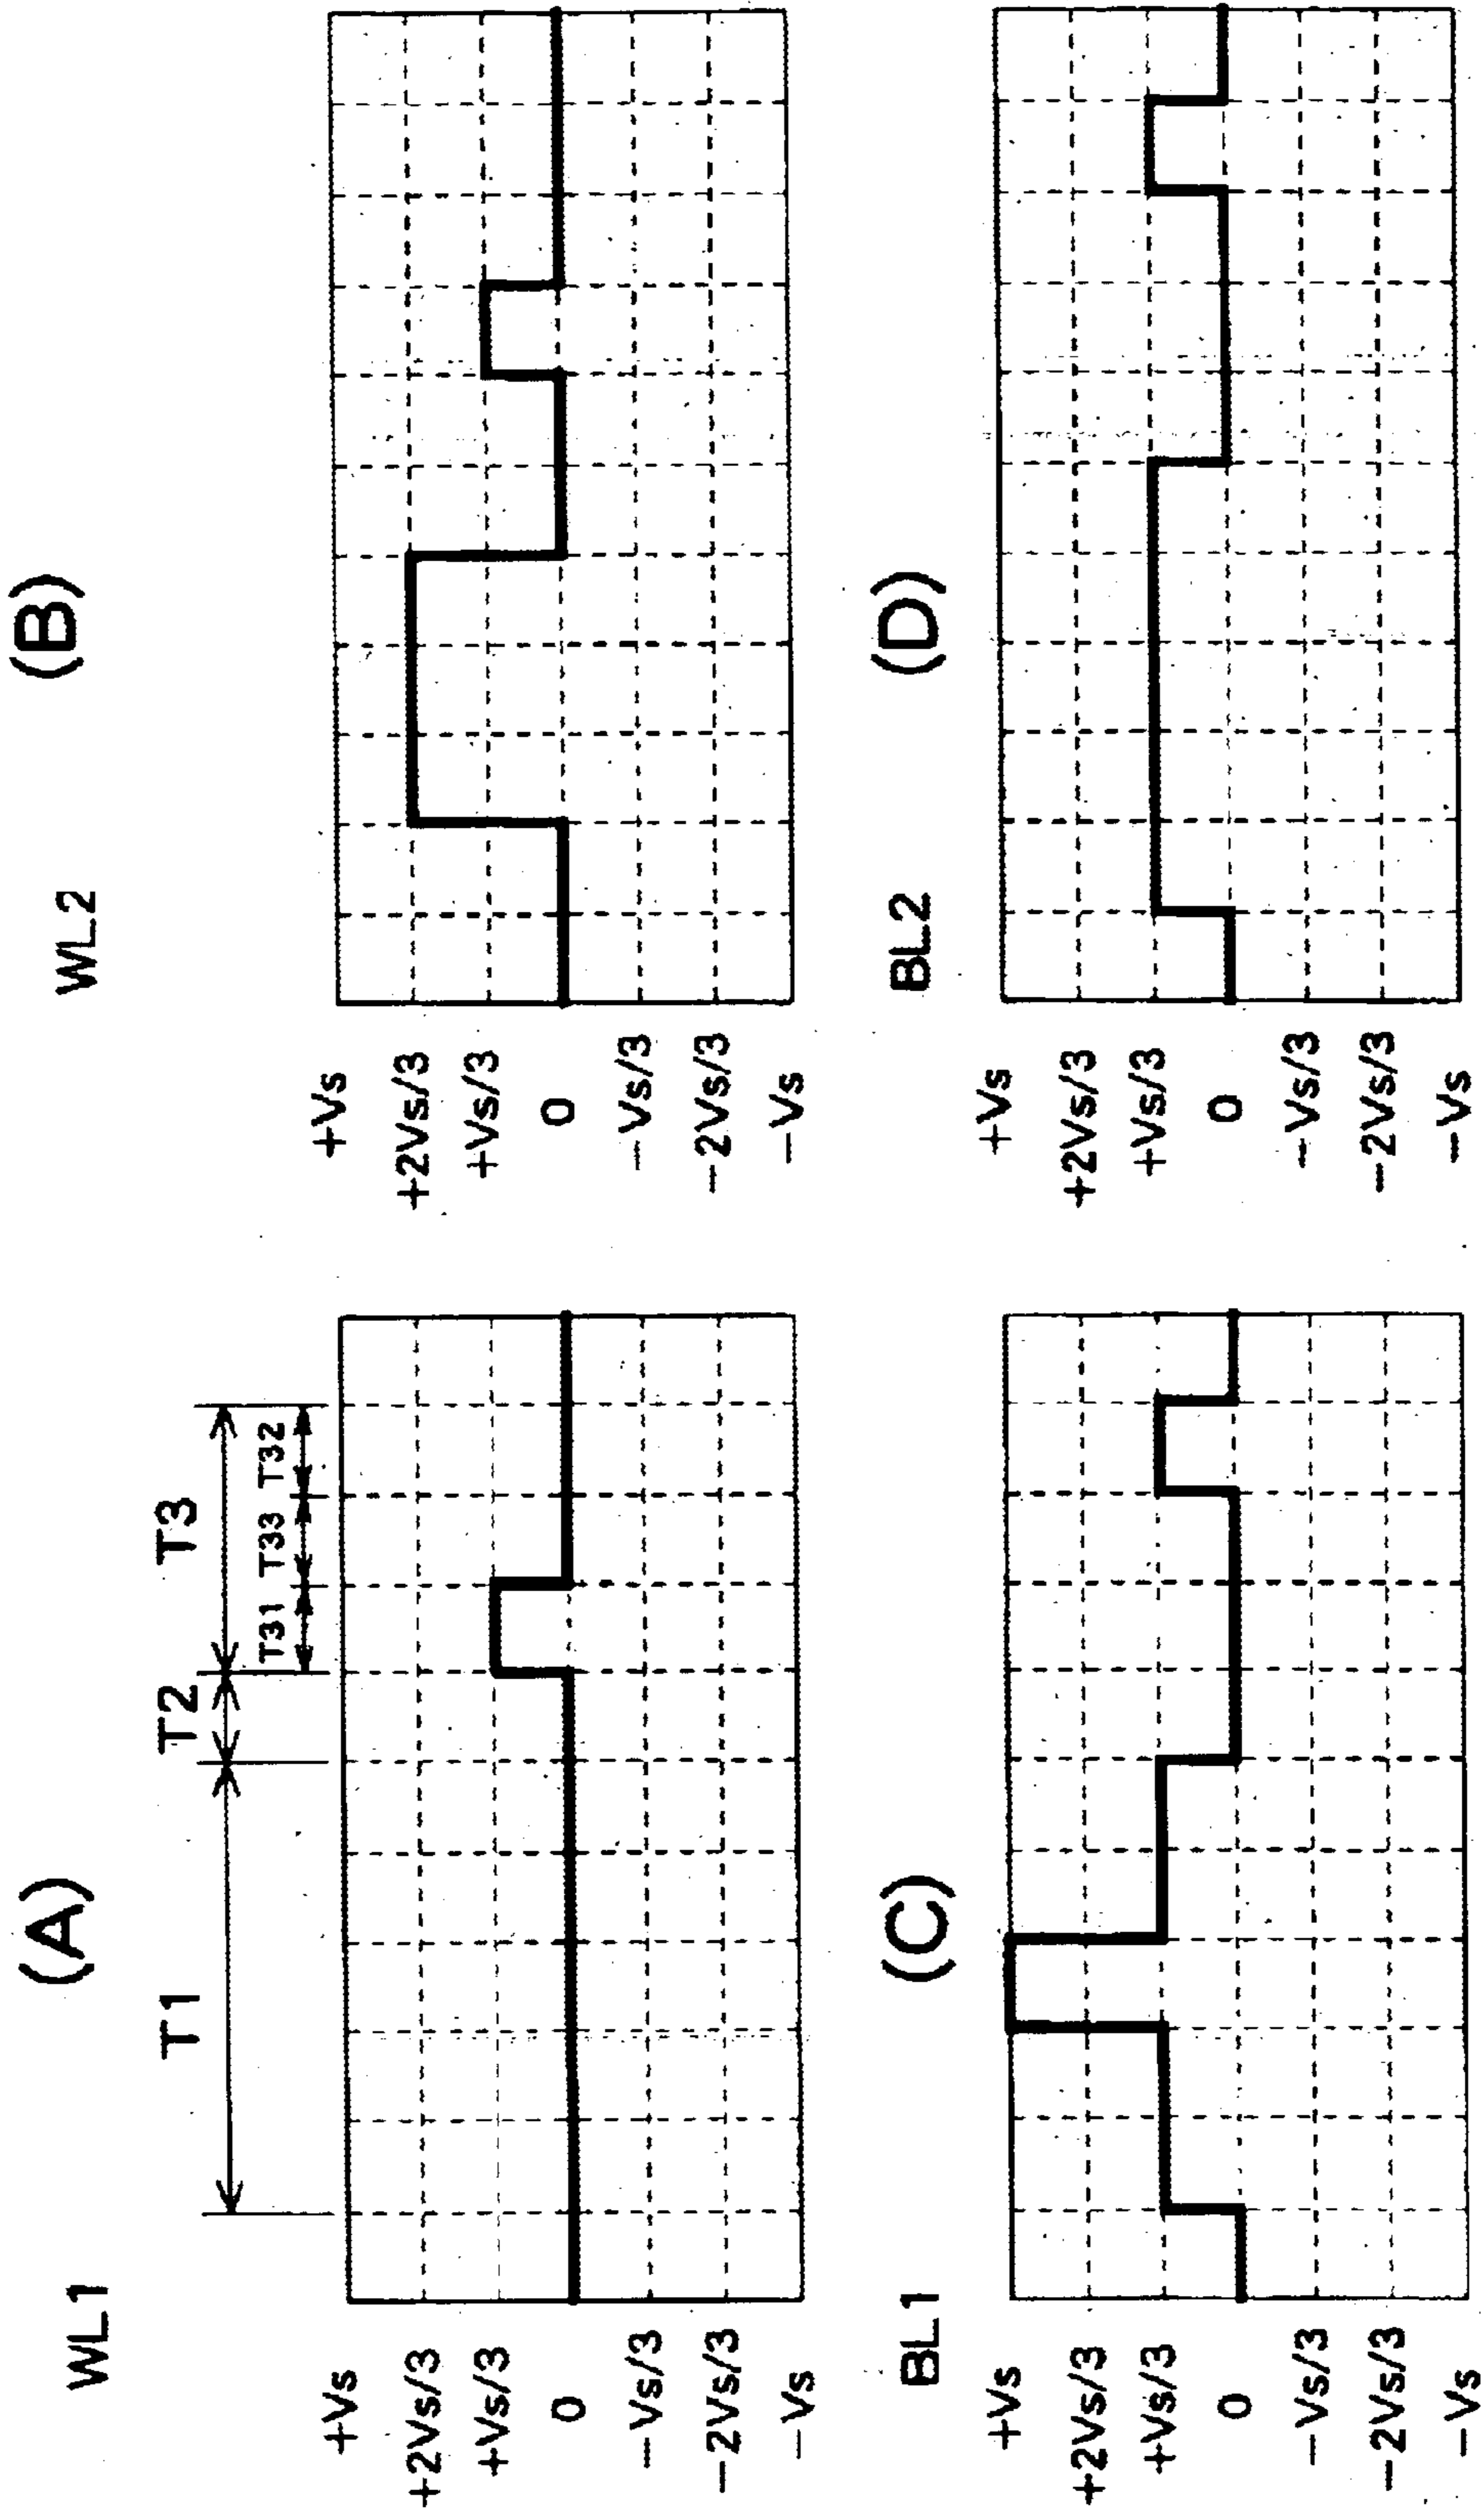 WL1
(A)
T1
T2
T3
T31
T33
T32
+Vs
+2Vs/3
+Vs/3
0
−Vs/3
−2Vs/3
−Vs
WL2
(B)
+Vs
+2Vs/3
+Vs/3
0
−Vs/3
−2Vs/3
−Vs
BL1
(C)
+Vs
+2Vs/3
+Vs/3
0
−Vs/3
−2Vs/3
−Vs
BL2
(D)
+Vs
+2Vs/3
+Vs/3
0
−Vs/3
−2Vs/3
−Vs